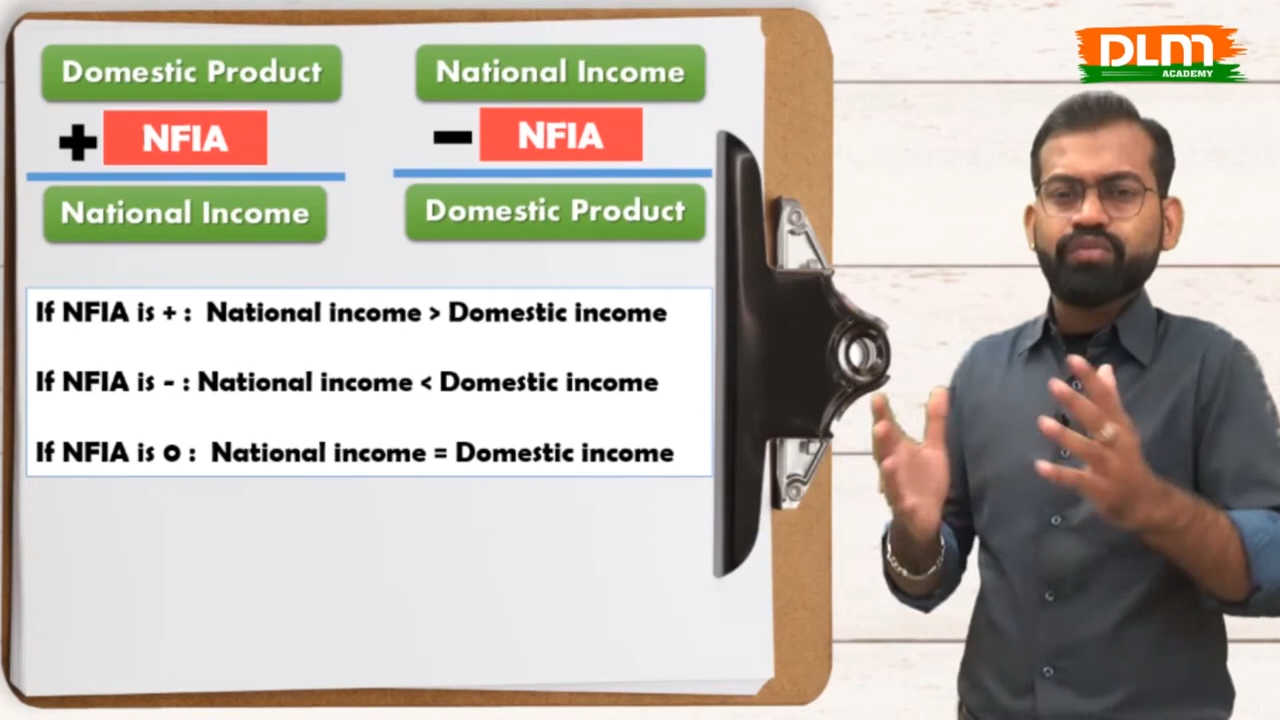 Domestic Product
+ NFIA
National Income
National Income
− NFIA
Domestic Product
If NFIA is + : National income > Domestic income
If NFIA is - : National income < Domestic income
If NFIA is 0 : National income = Domestic income
DLM
ACADEMY